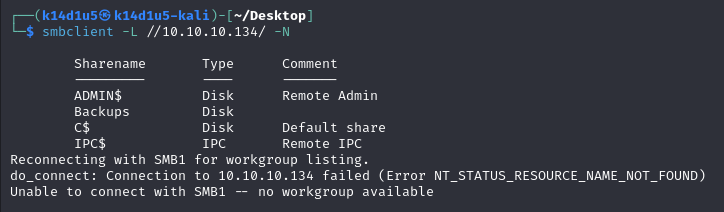 ┌──(k14d1u5㉿k14d1u5-kali)-[~/Desktop]
└─$ smbclient -L //10.10.10.134/ -N

        Sharename       Type      Comment
        ---------       ----      -------
        ADMIN$          Disk      Remote Admin
        Backups         Disk
        C$              Disk      Default share
        IPC$            IPC       Remote IPC
Reconnecting with SMB1 for workgroup listing.
do_connect: Connection to 10.10.10.134 failed (Error NT_STATUS_RESOURCE_NAME_NOT_FOUND)
Unable to connect with SMB1 -- no workgroup available